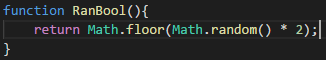 function RanBool(){
    return Math.floor(Math.random() * 2);
}